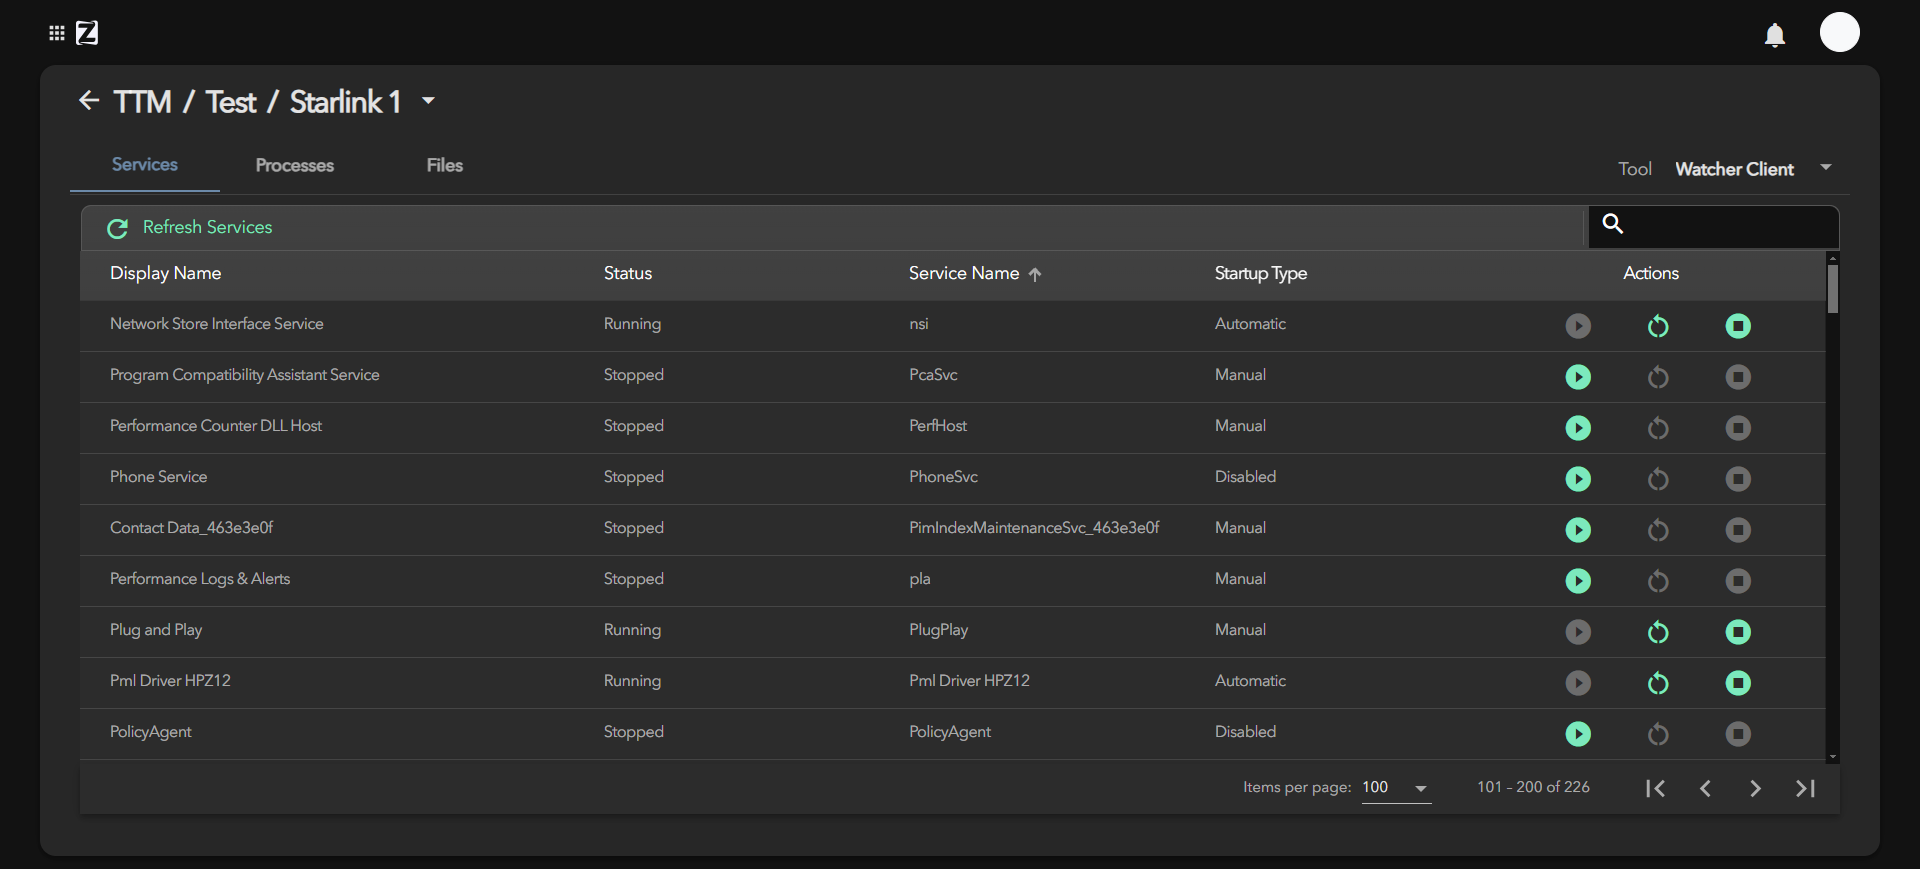 Z
TTM / Test / Starlink 1
Services Processes Files
Tool Watcher Client
Refresh Services
Display Name Status Service Name Startup Type Actions
Network Store Interface Service Running nsi Automatic
Program Compatibility Assistant Service Stopped PcaSvc Manual
Performance Counter DLL Host Stopped PerfHost Manual
Phone Service Stopped PhoneSvc Disabled
Contact Data_463e3e0f Stopped PimIndexMaintenanceSvc_463e3e0f Manual
Performance Logs & Alerts Stopped pla Manual
Plug and Play Running PlugPlay Manual
Pml Driver HPZ12 Running Pml Driver HPZ12 Automatic
PolicyAgent Stopped PolicyAgent Disabled
Items per page: 100 101 - 200 of 226